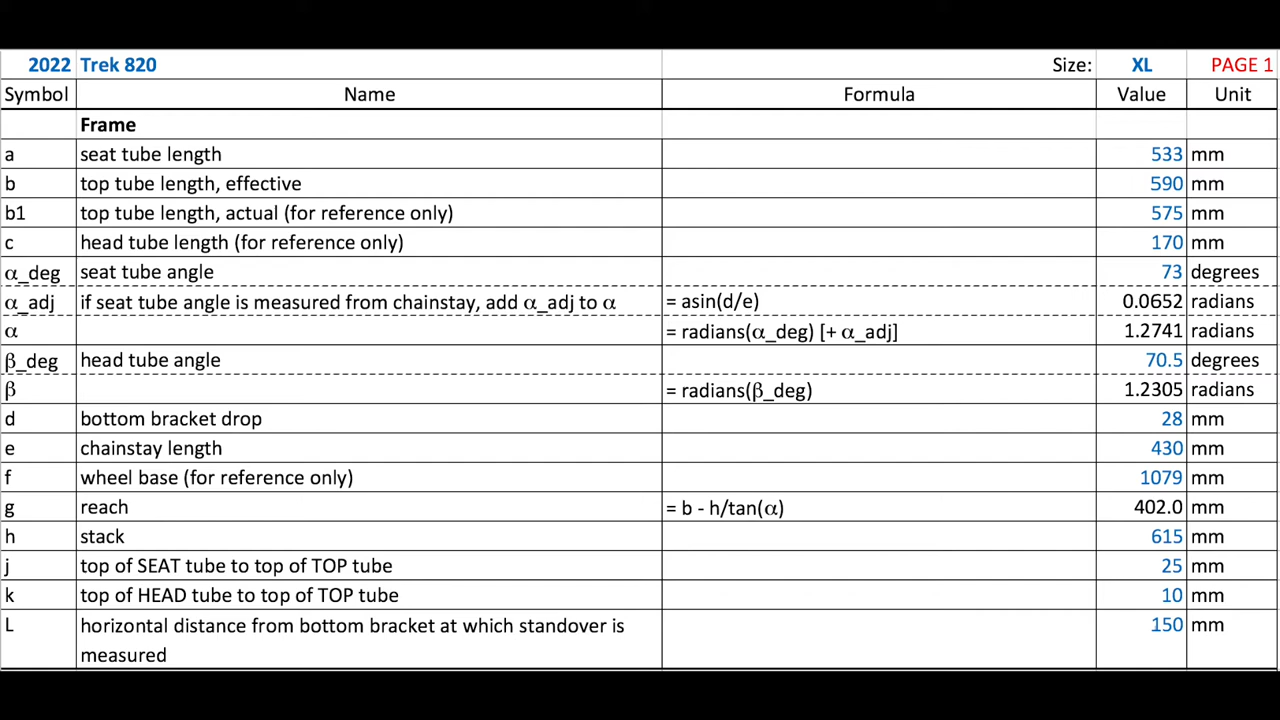 2022 Trek 820 Size: XL PAGE 1
Symbol Name Formula Value Unit
Frame
a seat tube length 533 mm
b top tube length, effective 590 mm
b1 top tube length, actual (for reference only) 575 mm
c head tube length (for reference only) 170 mm
α_deg seat tube angle 73 degrees
α_adj if seat tube angle is measured from chainstay, add α_adj to α = asin(d/e) 0.0652 radians
α = radians(α_deg) [+ α_adj] 1.2741 radians
β_deg head tube angle 70.5 degrees
β = radians(β_deg) 1.2305 radians
d bottom bracket drop 28 mm
e chainstay length 430 mm
f wheel base (for reference only) 1079 mm
g reach = b - h/tan(α) 402.0 mm
h stack 615 mm
j top of SEAT tube to top of TOP tube 25 mm
k top of HEAD tube to top of TOP tube 10 mm
L horizontal distance from bottom bracket at which standover is 150 mm
measured